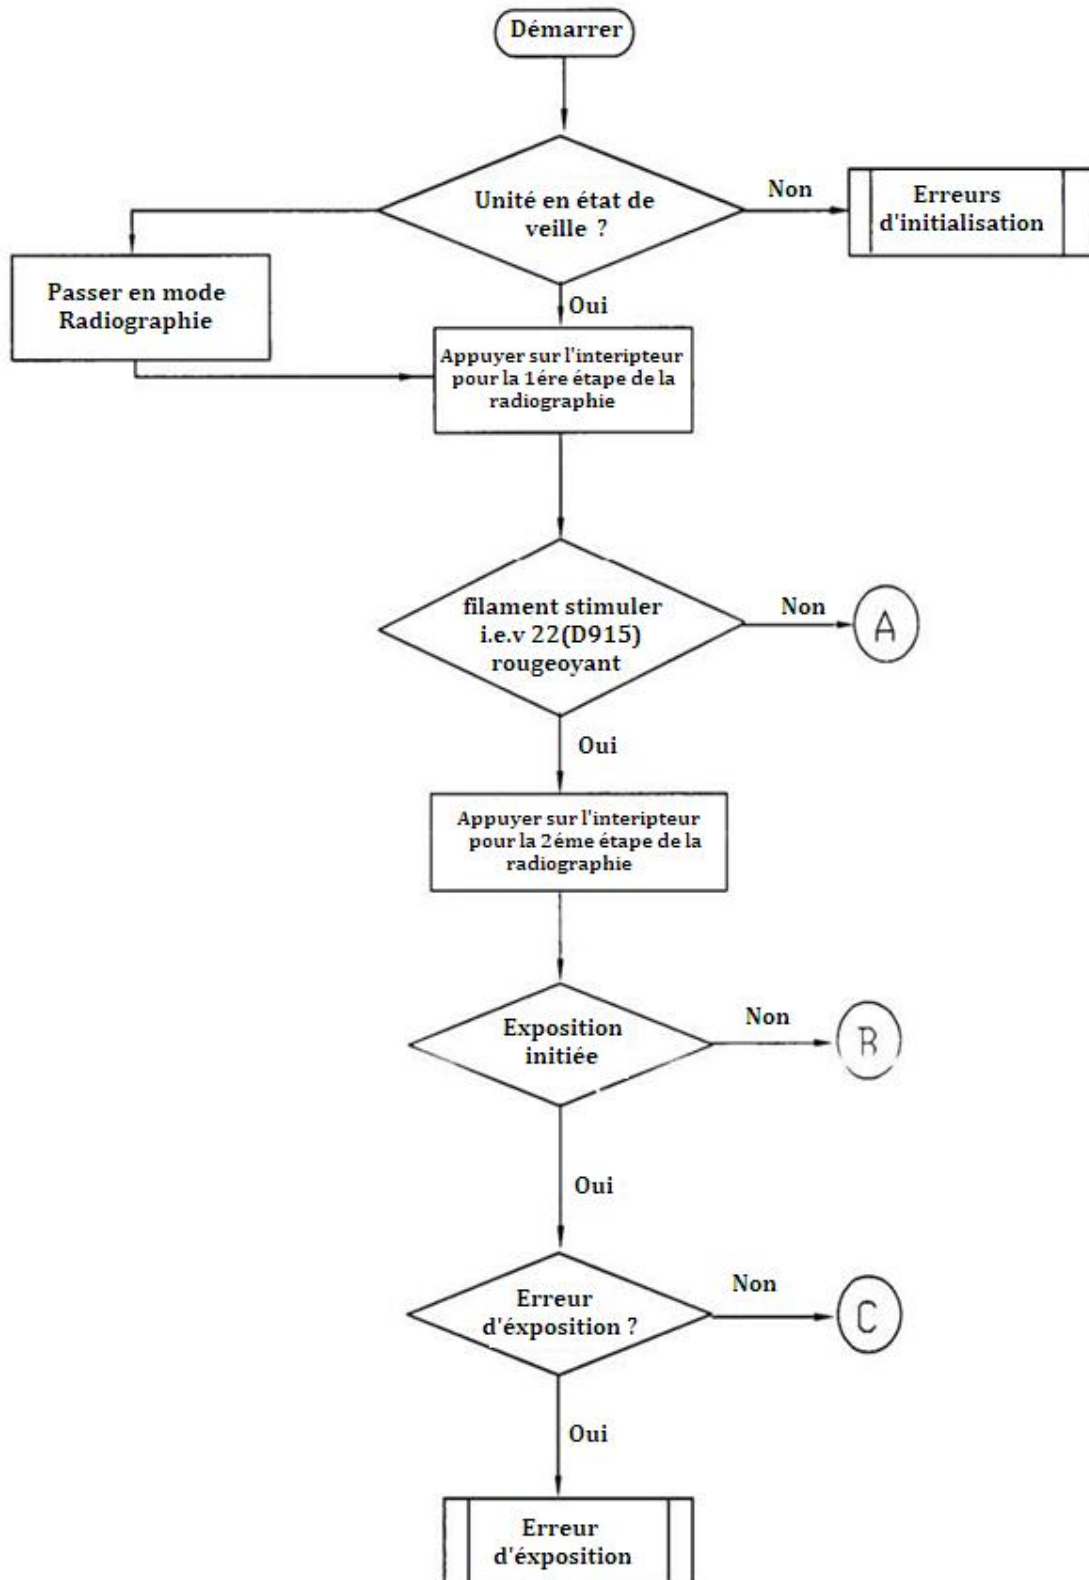 Démarrer
Unité en état de
veille ?
Non
Erreurs
d'initialisation
Passer en mode
Radiographie
Oui
Appuyer sur l'interipteur
pour la 1ére étape de la
radiographie
filament stimuler
i.e.v 22(D915)
rougeoyant
Non
A
Oui
Appuyer sur l'interipteur
pour la 2éme étape de la
radiographie
Exposition
initiée
Non
B
Oui
Erreur
d'éxposition ?
Non
C
Oui
Erreur
d'éxposition